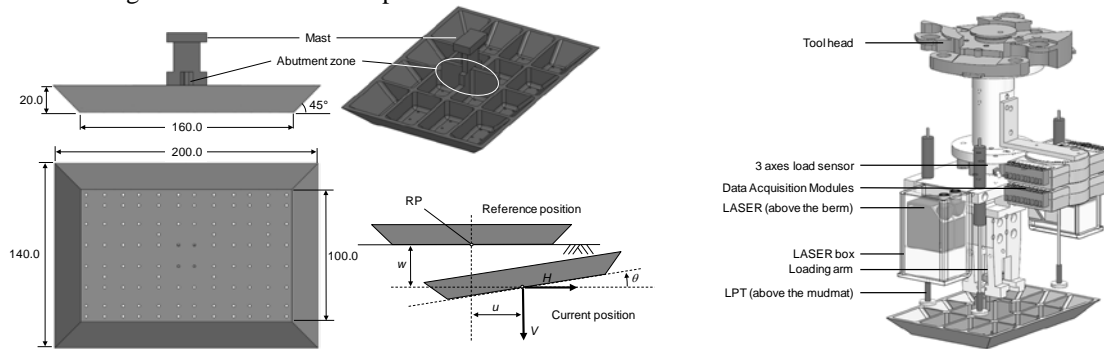 Mast
Abutment zone
20.0
45°
160.0
200.0
140.0
100.0
RP
Reference position
w
H
θ
u
V
Current position
Tool head
3 axes load sensor
Data Acquisition Modules
LASER (above the berm)
LASER box
Loading arm
LPT (above the mudmat)